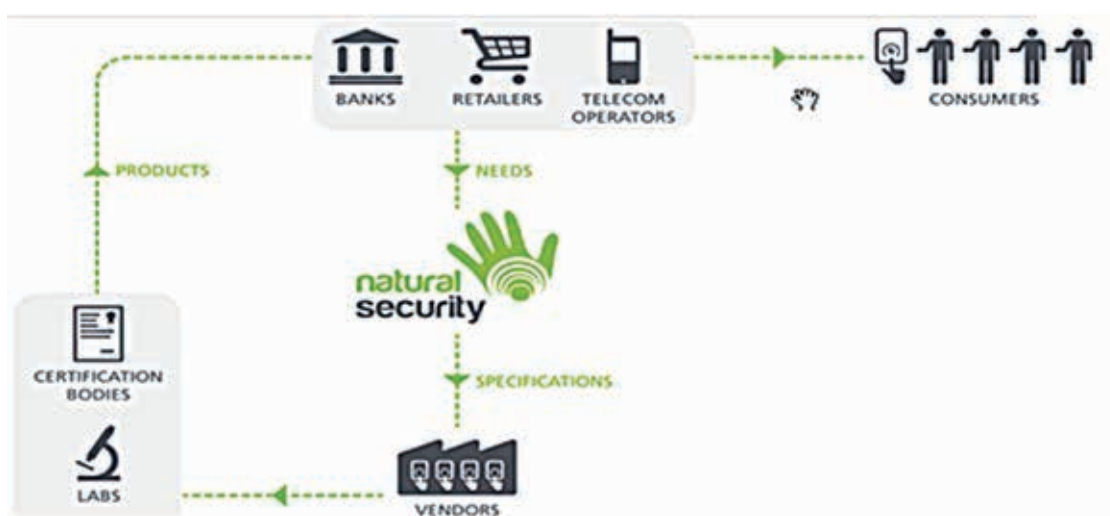 BANKS
RETAILERS
TELECOM
OPERATORS
CONSUMERS
PRODUCTS
NEEDS
natural
security
CERTIFICATION
BODIES
SPECIFICATIONS
LABS
VENDORS